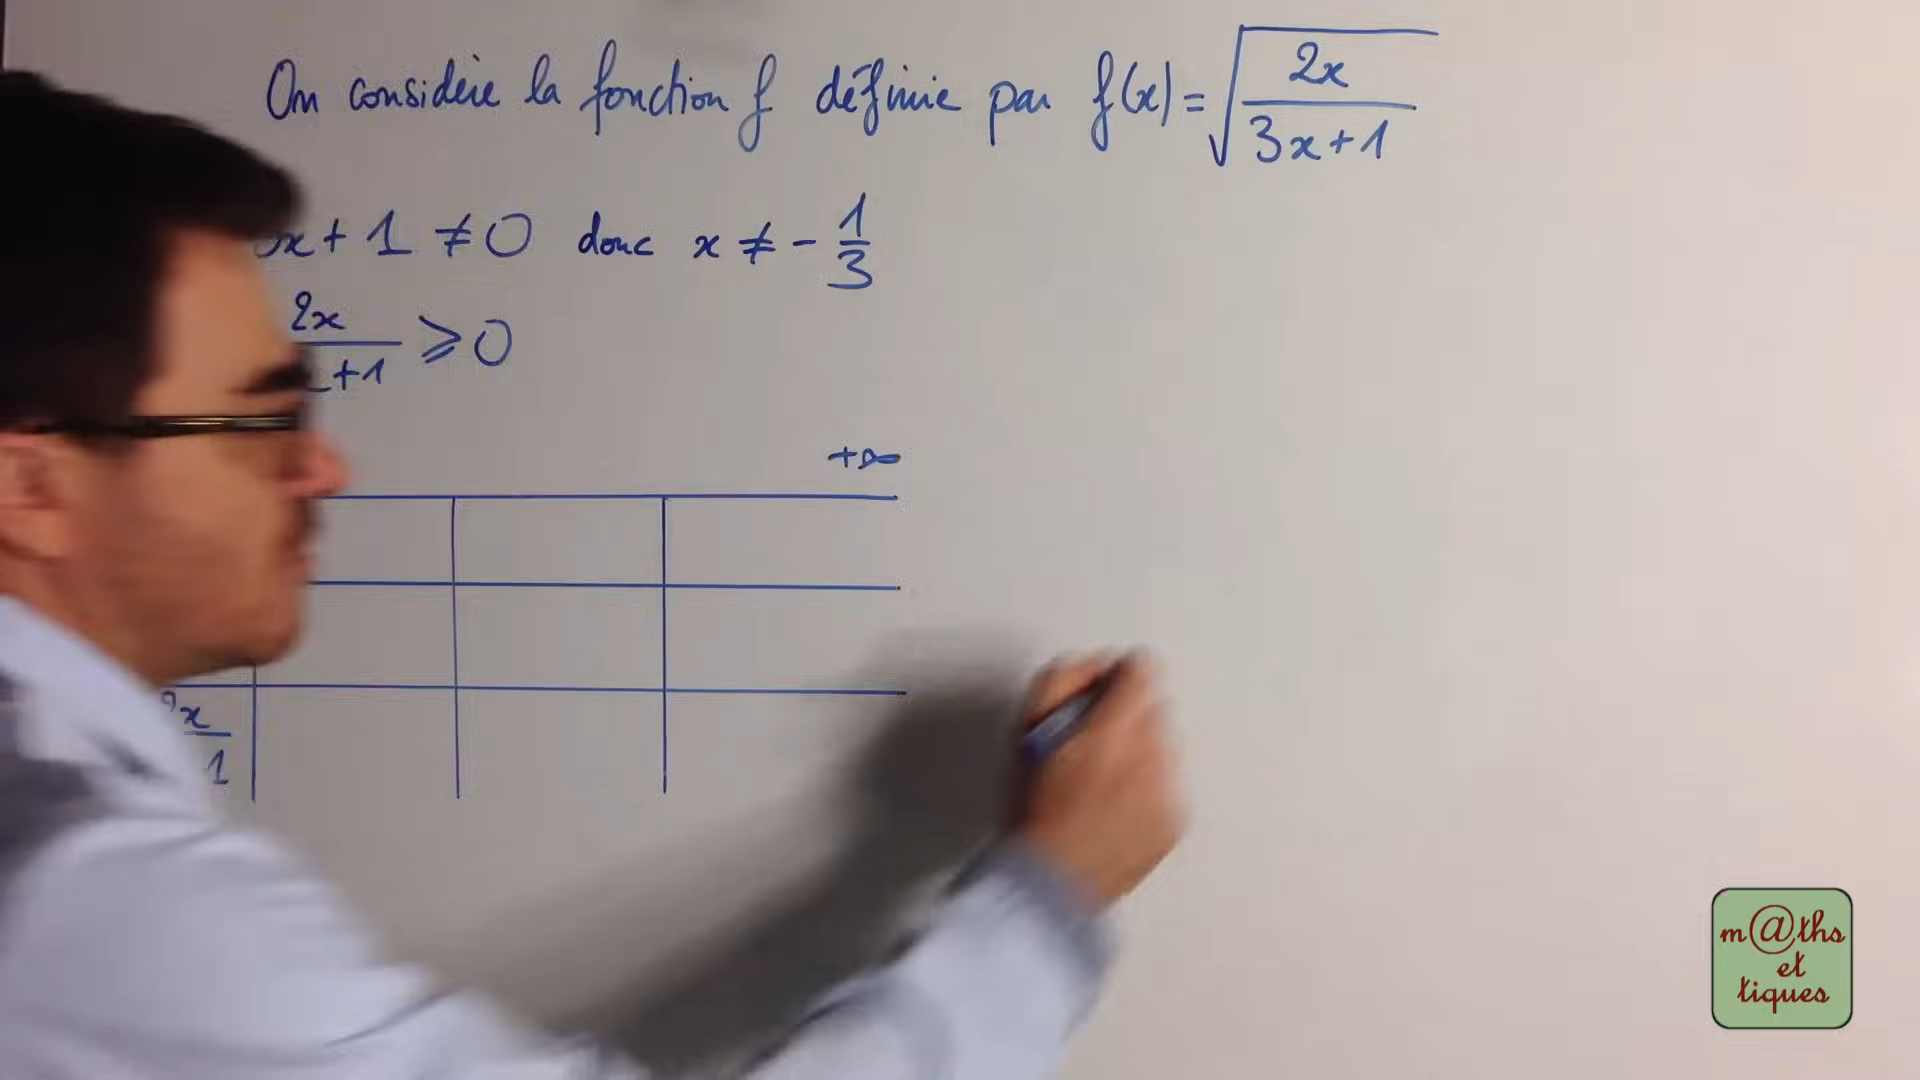 On considère la fonction f définie par f(x) = √(2x/(3x+1))
x + 1 ≠ 0 donc x ≠ - 1/3
2x/+1 ⩾ 0
+∞
x
1
m@ths
et
tiques